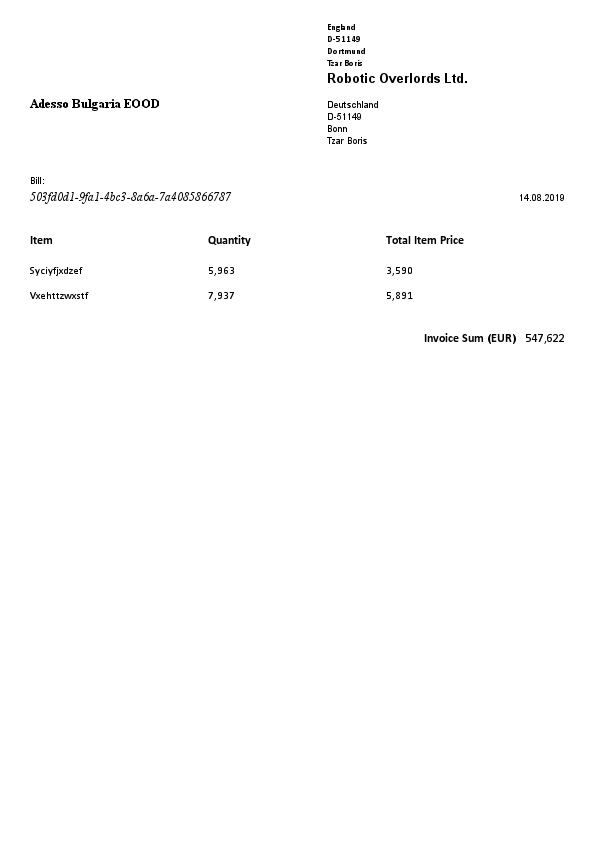 England
D-51149
Dortmund
Tzar Boris
Robotic Overlords Ltd.
Adesso Bulgaria EOOD
Deutschland
D-51149
Bonn
Tzar Boris
Bill:
503fd0d1-9fa1-4bc3-8a6a-7a4085866787
14.08.2019
Item Quantity Total Item Price
Syciyfjxdzef 5,963 3,590
Vxehttzwxstf 7,937 5,891
Invoice Sum (EUR) 547,622